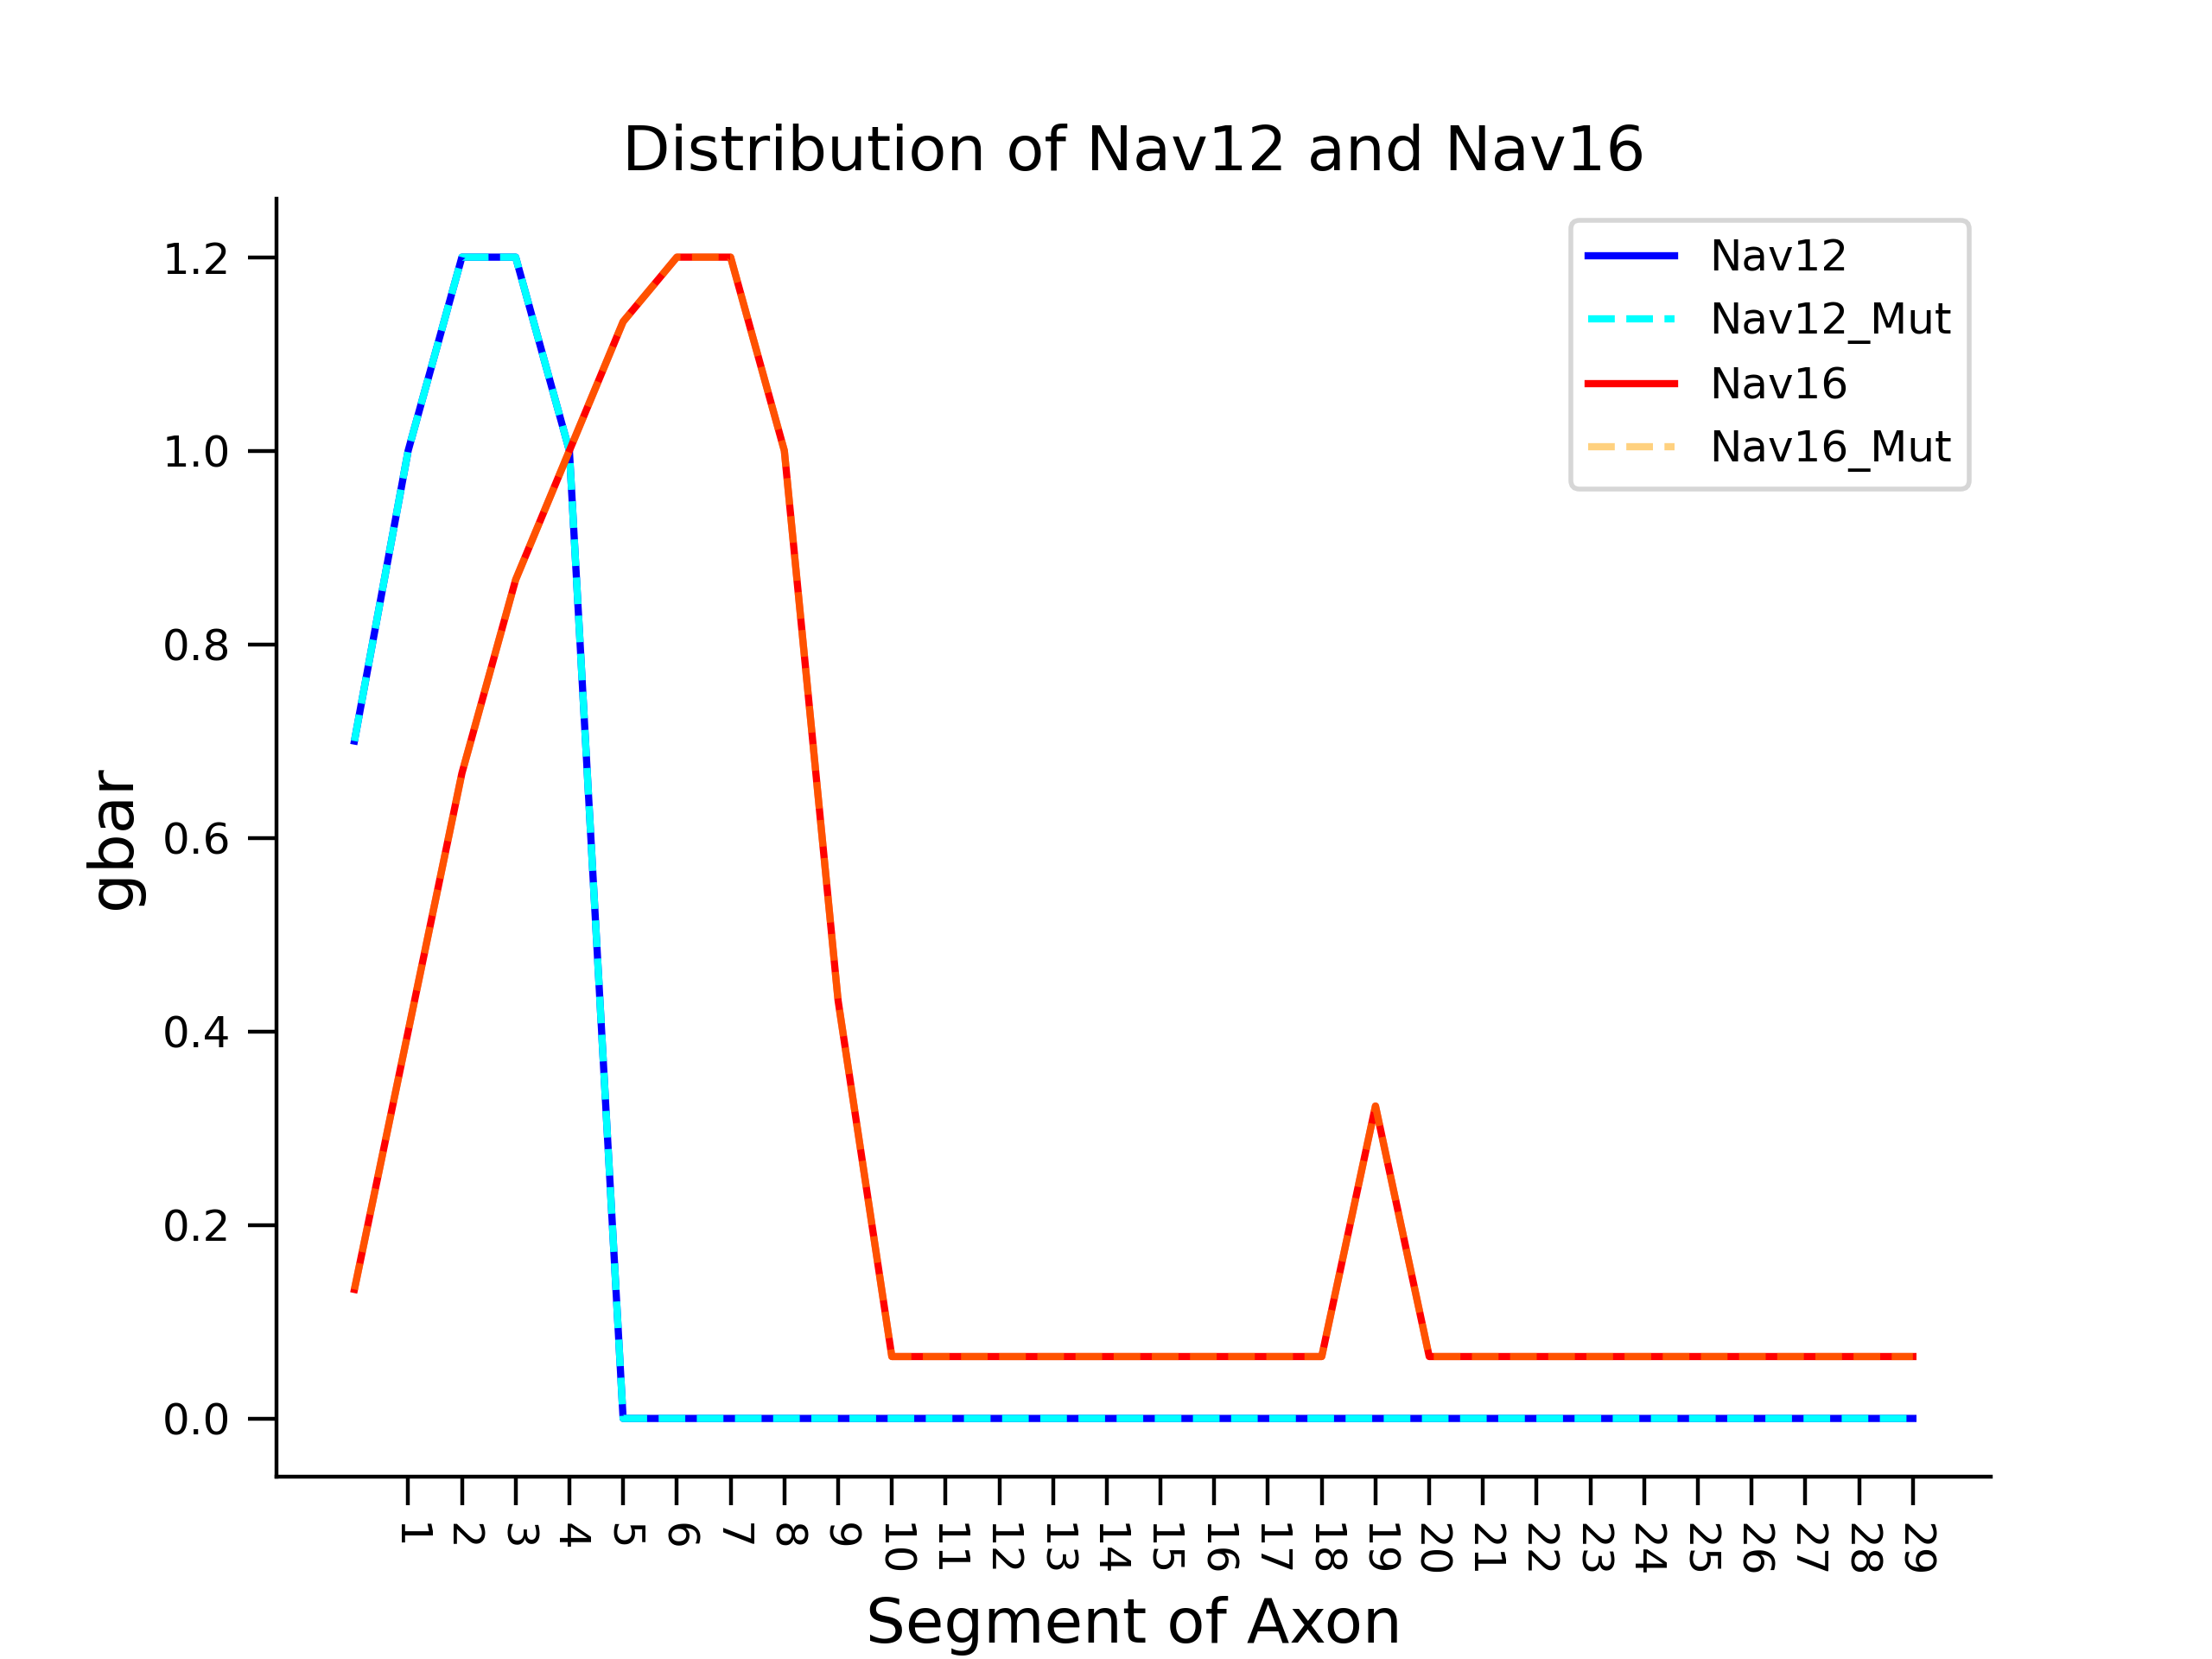 Distribution of Nav12 and Nav16
Nav12
Nav12_Mut
Nav16
Nav16_Mut
gbar
1.2
1.0
0.8
0.6
0.4
0.2
0.0
1 2 3 4 5 6 7 8 9 10 11 12 13 14 15 16 17 18 19 20 21 22 23 24 25 26 27 28 29
Segment of Axon